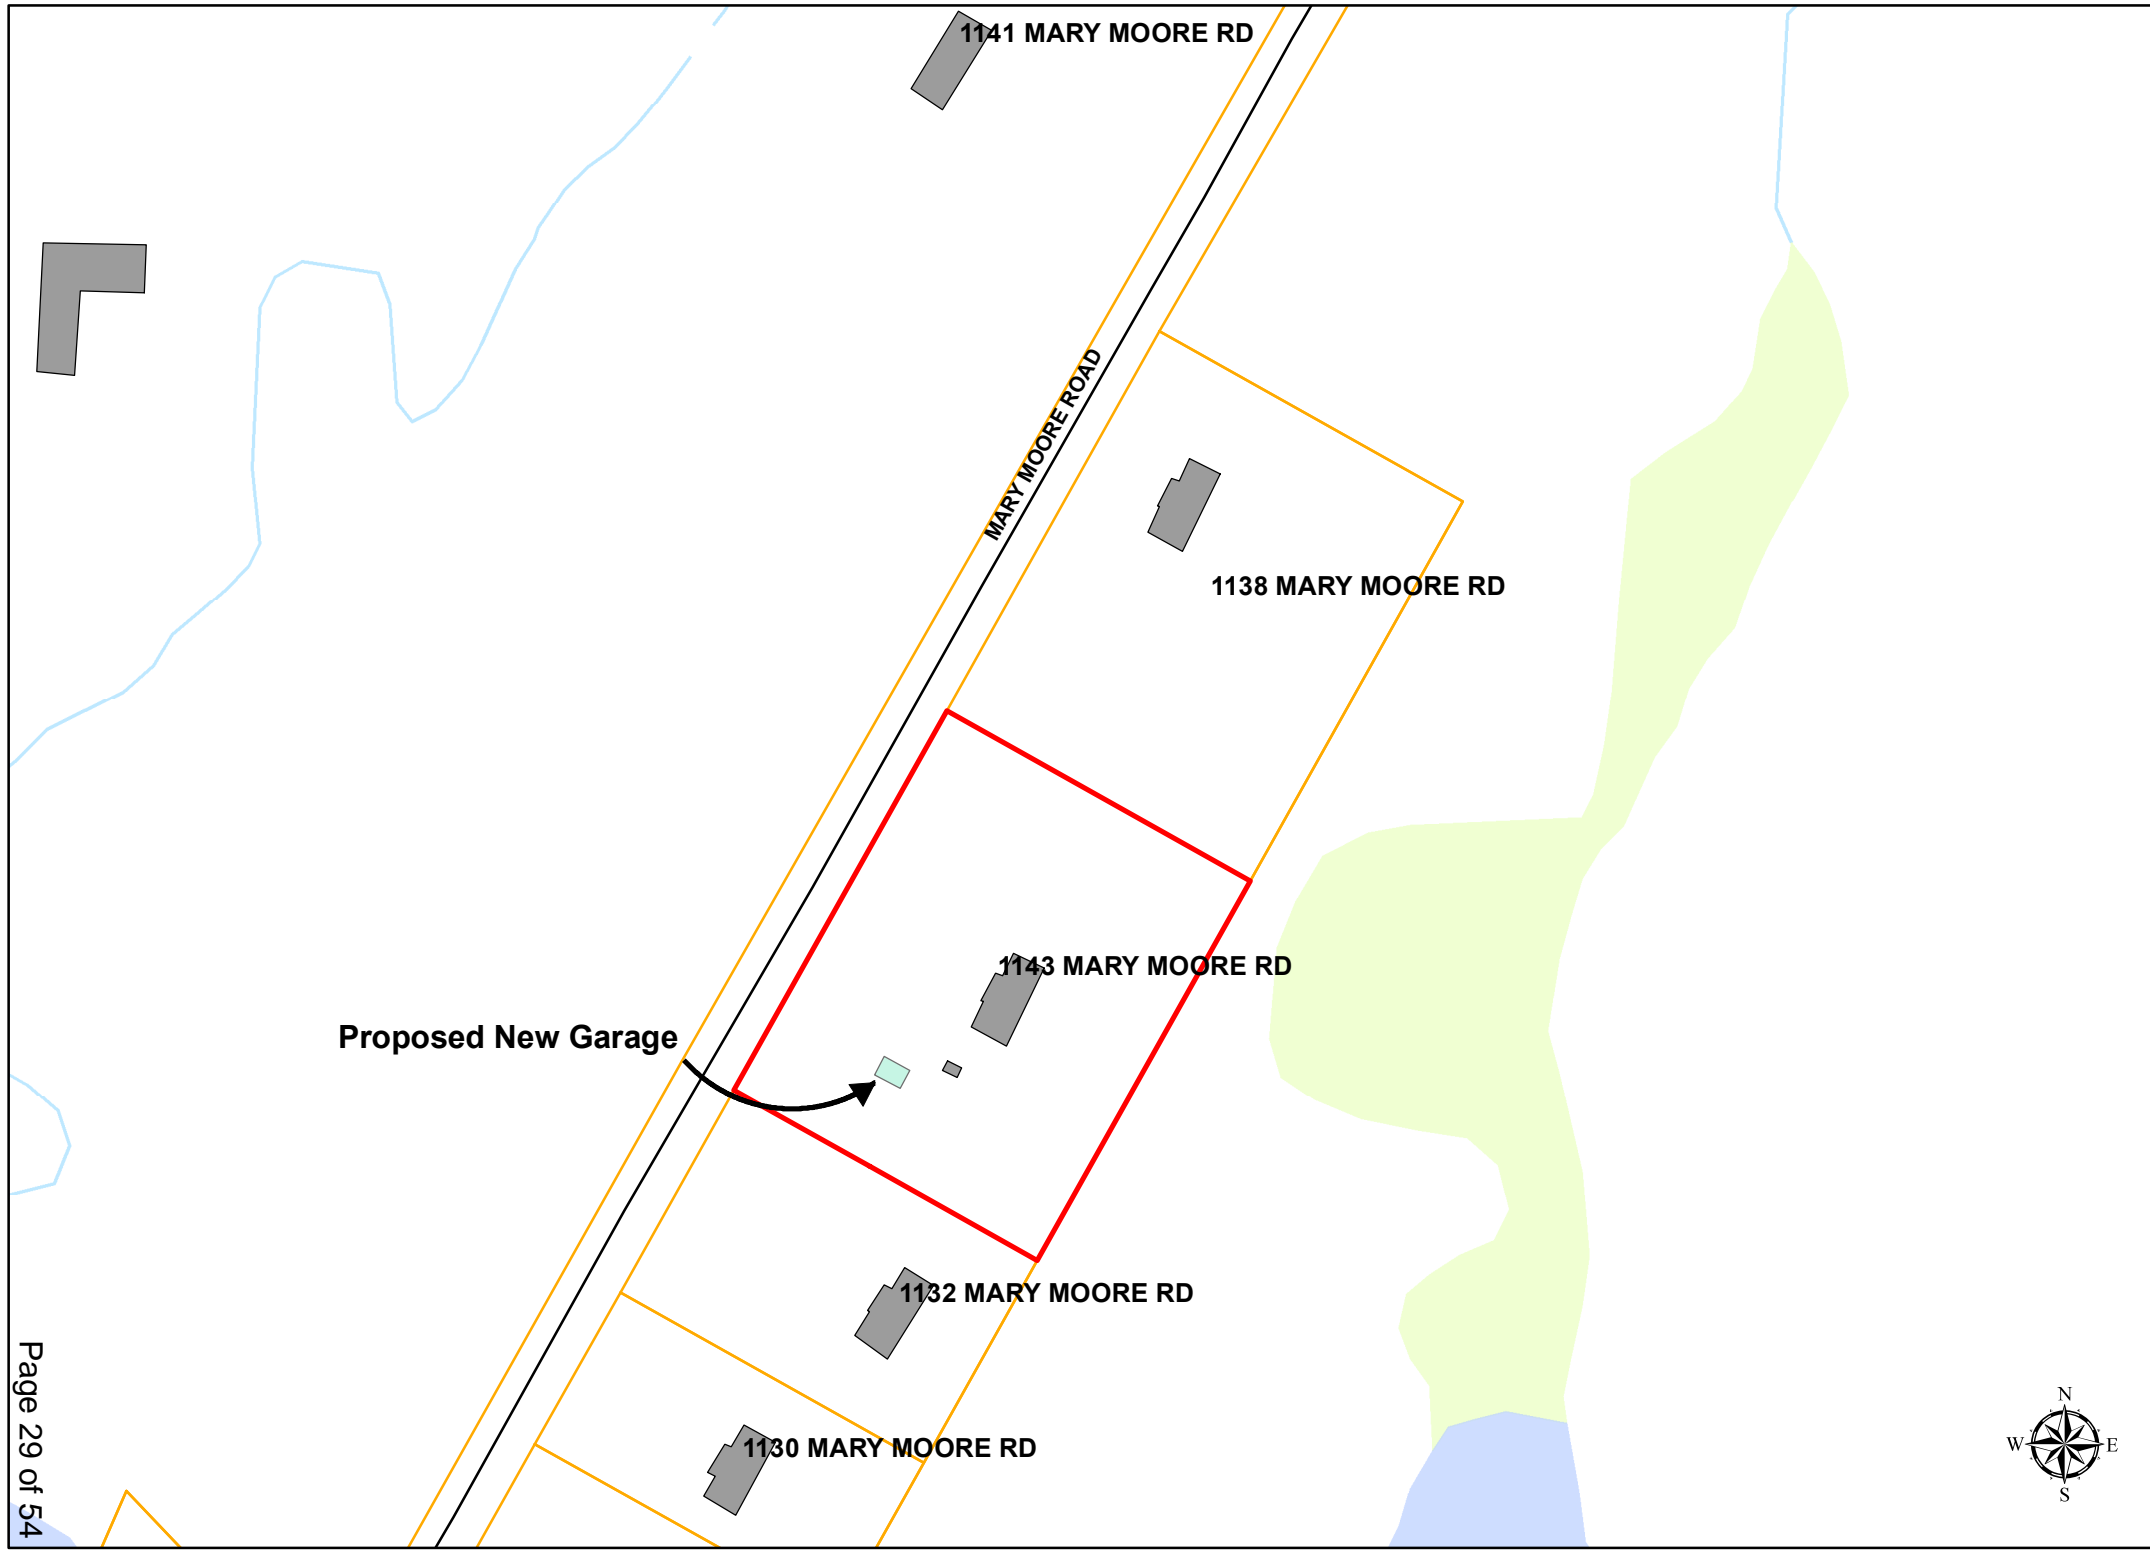 1141 MARY MOORE RD
MARY MOORE ROAD
1138 MARY MOORE RD
1143 MARY MOORE RD
Proposed New Garage
1132 MARY MOORE RD
1130 MARY MOORE RD
Page 29 of 54
N
W
E
S